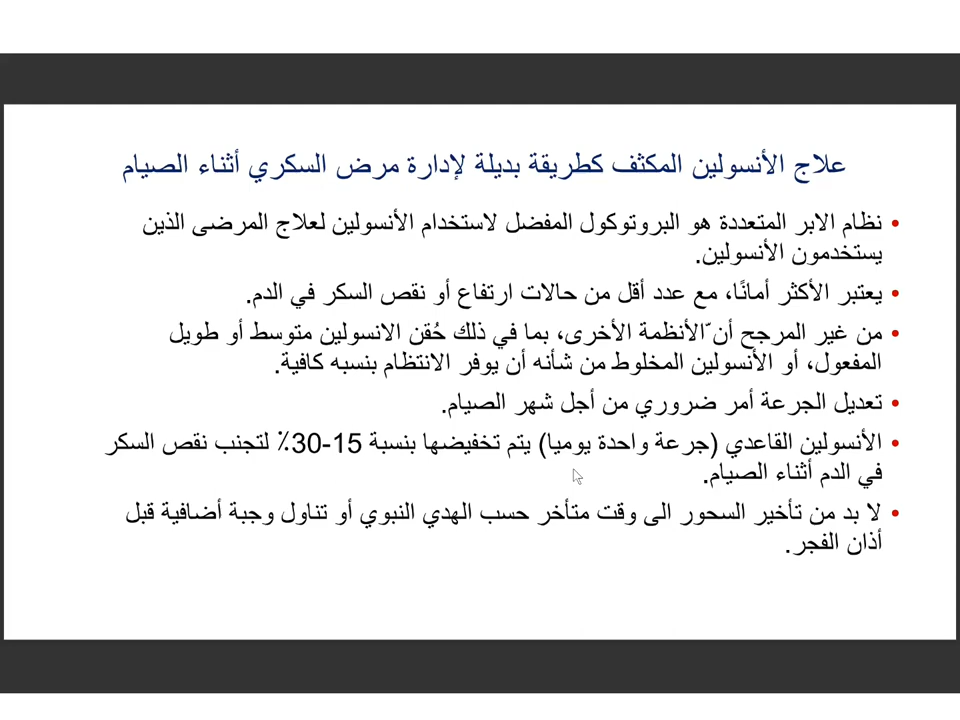 علاج الأنسولين المكثف كطريقة بديلة لإدارة مرض السكري أثناء الصيام
• نظام الابر المتعددة هو البروتوكول المفضل لاستخدام الأنسولين لعلاج المرضى الذين
يستخدمون الأنسولين.
• يعتبر الأكثر أمانًا، مع عدد أقل من حالات ارتفاع أو نقص السكر في الدم.
• من غير المرجح أن ّالأنظمة الأخرى، بما في ذلك حُقن الانسولين متوسط أو طويل
المفعول، أو الأنسولين المخلوط من شأنه أن يوفر الانتظام بنسبه كافية.
• تعديل الجرعة أمر ضروري من أجل شهر الصيام.
• الأنسولين القاعدي (جرعة واحدة يوميا) يتم تخفيضها بنسبة 15-30٪ لتجنب نقص السكر
في الدم أثناء الصيام.
• لا بد من تأخير السحور الى وقت متأخر حسب الهدي النبوي أو تناول وجبة أضافية قبل
أذان الفجر.